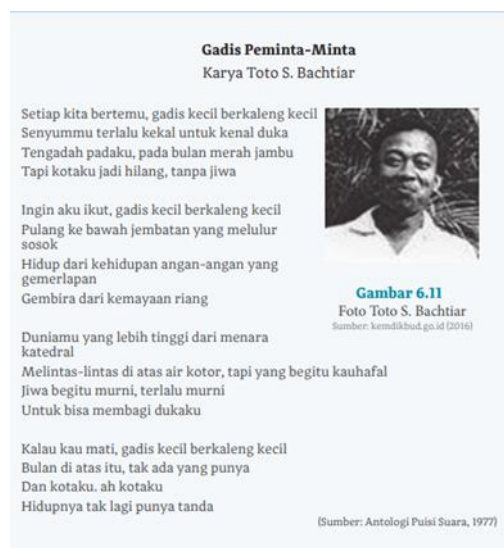 Gadis Peminta-Minta
Karya Toto S. Bachtiar
Setiap kita bertemu, gadis kecil berkaleng kecil
Senyummu terlalu kekal untuk kenal duka
Tengadah padaku, pada bulan merah jambu
Tapi kotaku jadi hilang, tanpa jiwa
Ingin aku ikut, gadis kecil berkaleng kecil
Pulang ke bawah jembatan yang melulur
sosok
Hidup dari kehidupan angan-angan yang
gemerlapan
Gembira dari kemayaan riang
Duniamu yang lebih tinggi dari menara
katedral
Melintas-lintas di atas air kotor, tapi yang begitu kauhafal
Jiwa begitu murni, terlalu murni
Untuk bisa membagi dukaku
Kalau kau mati, gadis kecil berkaleng kecil
Bulan di atas itu, tak ada yang punya
Dan kotaku. ah kotaku
Hidupnya tak lagi punya tanda
Gambar 6.11
Foto Toto S. Bachtiar
Sumber: kemdikbud.go.id (2016)
(Sumber: Antologi Puisi Suara, 1977)